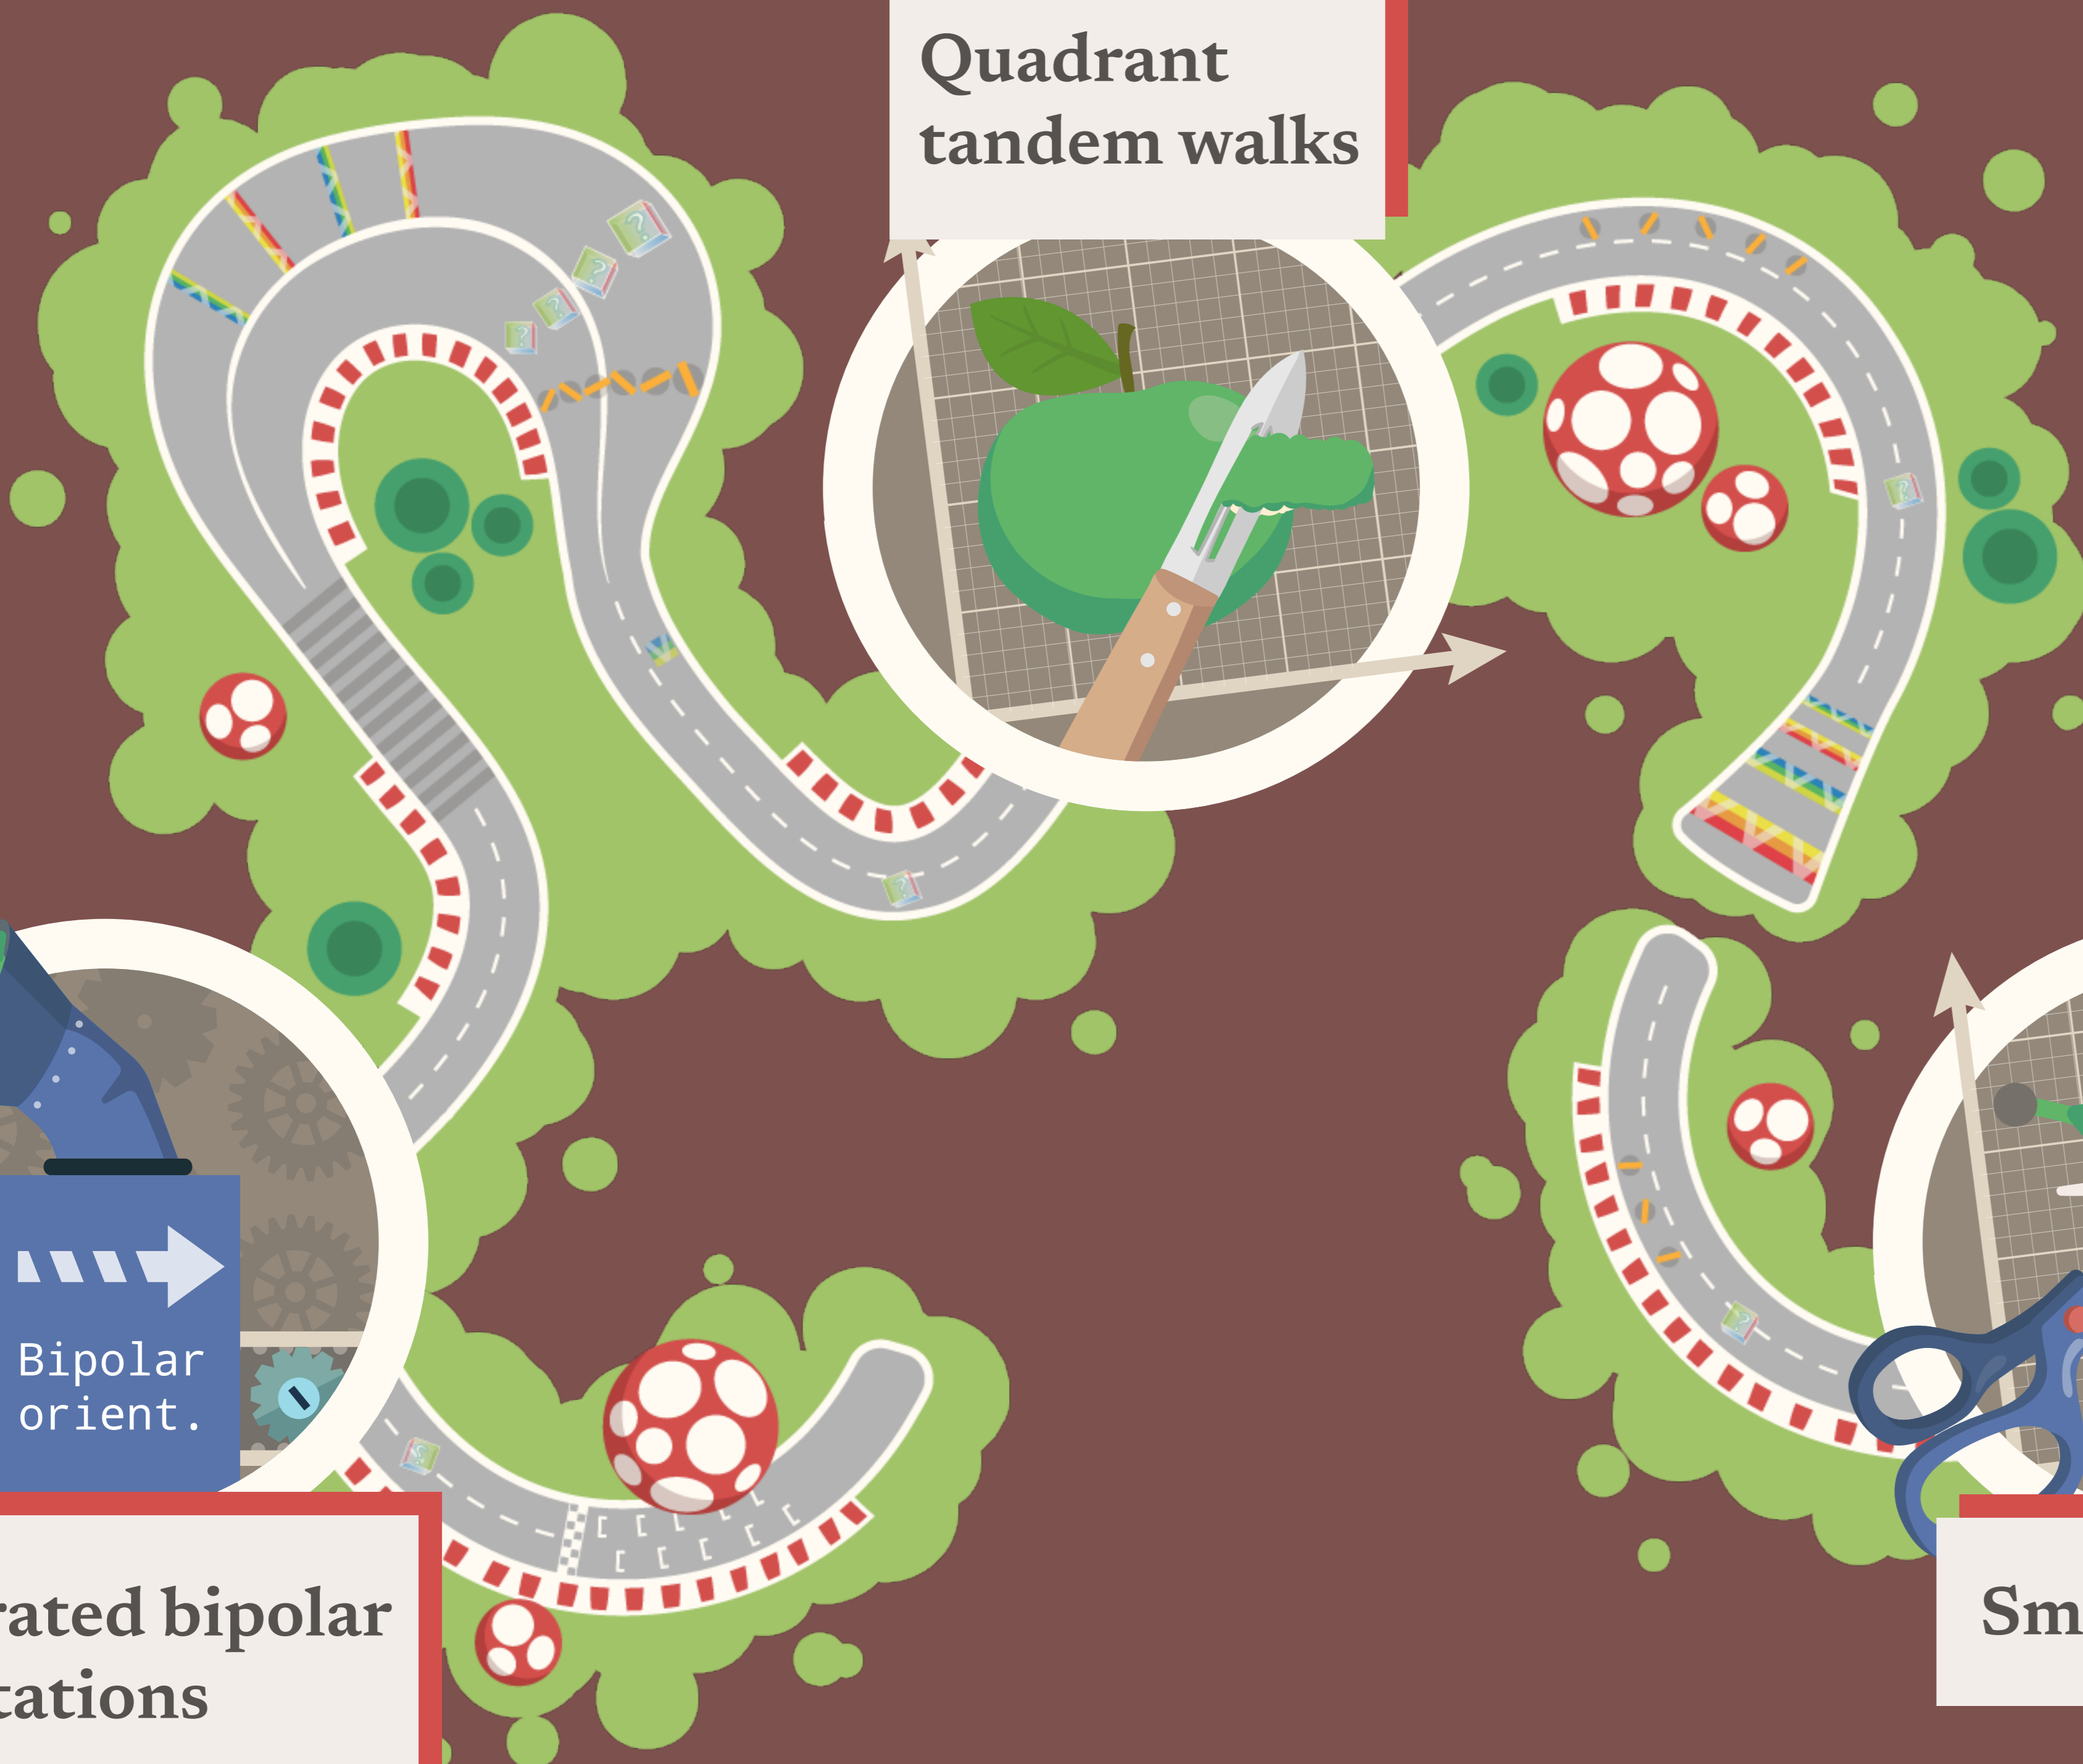 Quadrant
tandem walks
Bipolar
orient.
rated bipolar
tations
Sm